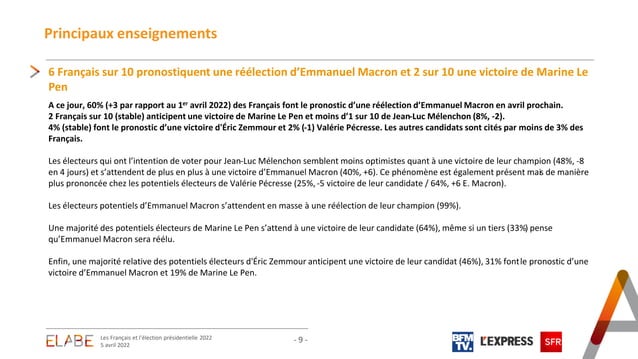 Principaux enseignements
6 Français sur 10 pronostiquent une réélection d'Emmanuel Macron et 2 sur 10 une victoire de Marine Le
Pen
A ce jour, 60% (+3 par rapport au 1er avril 2022) des Français font le pronostic d'une réélection d'Emmanuel Macron en avril prochain.
2 Français sur 10 (stable) anticipent une victoire de Marine Le Pen et moins d'1 sur 10 de Jean-Luc Mélenchon (8%, -2).
4% (stable) font le pronostic d'une victoire d'Éric Zemmour et 2% (-1) Valérie Pécresse. Les autres candidats sont cités par moins de 3% des
Français.
Les électeurs qui ont l'intention de voter pour Jean-Luc Mélenchon semblent moins optimistes quant à une victoire de leur champion (48%, -8
en 4 jours) et s'attendent de plus en plus à une victoire d'Emmanuel Macron (40%, +6). Ce phénomène est également présent mais de manière
plus prononcée chez les potentiels électeurs de Valérie Pécresse (25%, -5 victoire de leur candidate / 64%, +6 E. Macron).
Les électeurs potentiels d'Emmanuel Macron s'attendent en masse à une réélection de leur champion (99%).
Une majorité des potentiels électeurs de Marine Le Pen s'attend à une victoire de leur candidate (64%), même si un tiers (33%) pense
qu'Emmanuel Macron sera réélu.
Enfin, une majorité relative des potentiels électeurs d'Éric Zemmour anticipent une victoire de leur candidat (46%), 31% font le pronostic d'une
victoire d'Emmanuel Macron et 19% de Marine Le Pen.
ELABE
Les Français et l'élection présidentielle 2022
5 avril 2022
- 9 -
BFM
TV.
L'EXPRESS
SFR